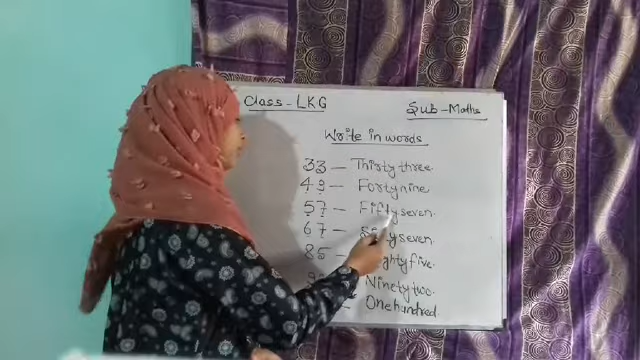 Class - LKG
Sub - Maths
Write in words
33 - Thirty three.
49 - Forty nine.
57 - Fifty seven.
67 - Sixty seven.
85 - Eighty five.
Ninety two.
One hundred.